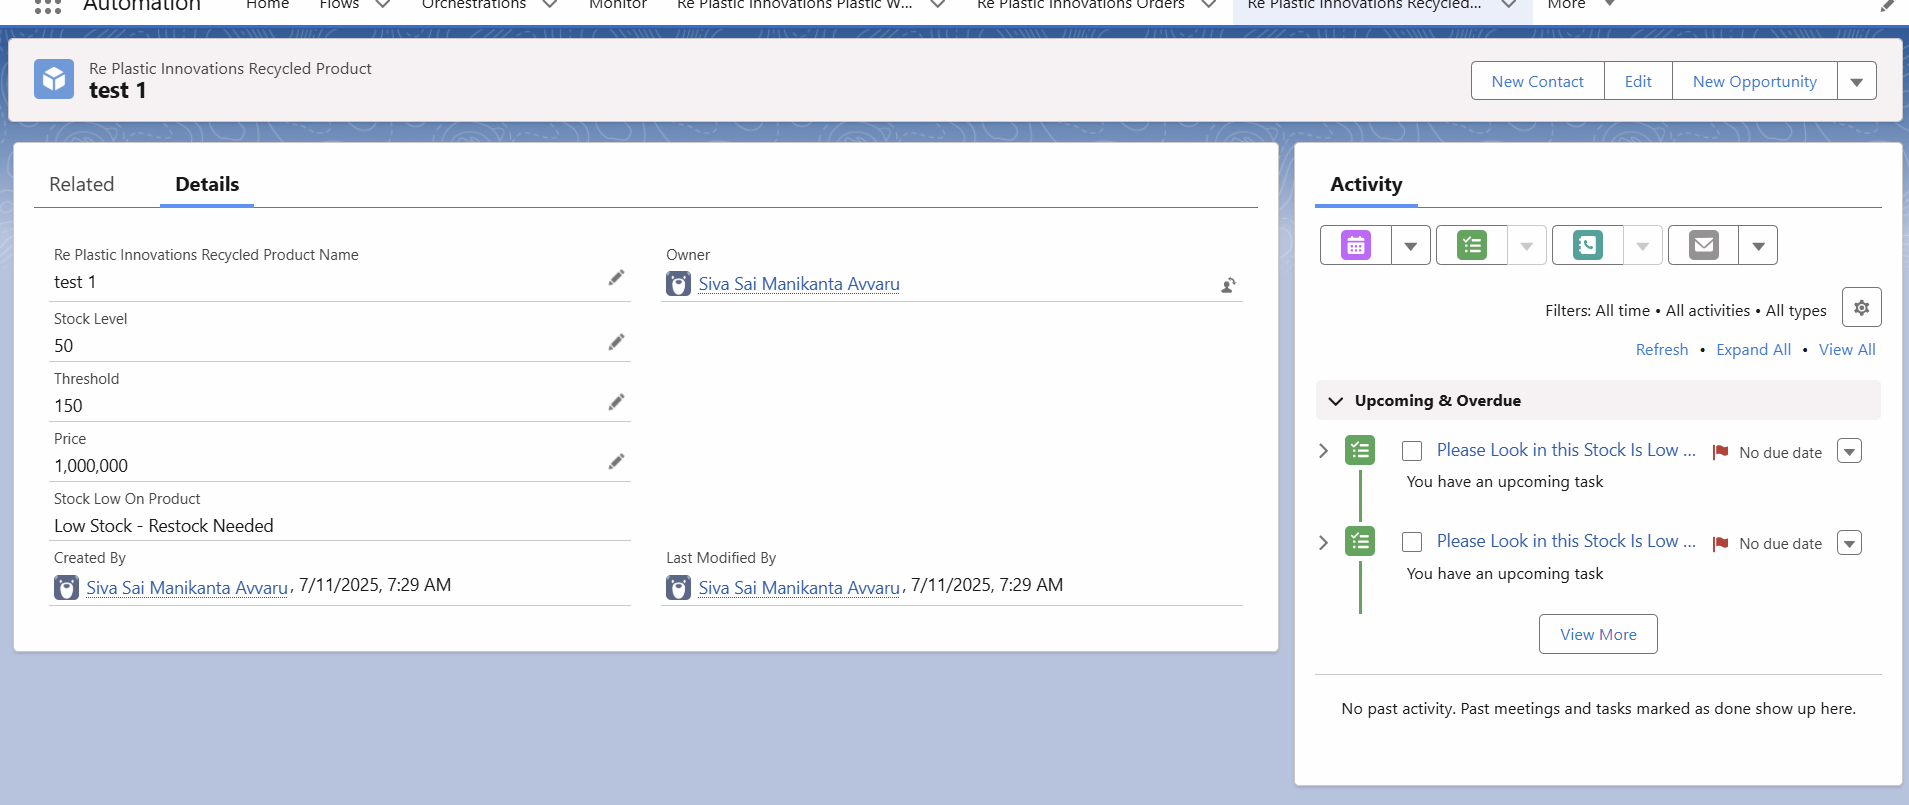 Automation Home Flows Orchestrations Monitor Re Plastic Innovations Plastic W... Re Plastic Innovations Orders Re Plastic Innovations Recycled... More
Re Plastic Innovations Recycled Product
test 1
New Contact Edit New Opportunity
Related Details
Re Plastic Innovations Recycled Product Name
test 1
Owner
Siva Sai Manikanta Avvaru
Stock Level
50
Threshold
150
Price
1,000,000
Stock Low On Product
Low Stock - Restock Needed
Created By
Siva Sai Manikanta Avvaru, 7/11/2025, 7:29 AM
Last Modified By
Siva Sai Manikanta Avvaru, 7/11/2025, 7:29 AM
Activity
Filters: All time • All activities • All types
Refresh • Expand All • View All
Upcoming & Overdue
Please Look in this Stock Is Low ... No due date
You have an upcoming task
Please Look in this Stock Is Low ... No due date
You have an upcoming task
View More
No past activity. Past meetings and tasks marked as done show up here.